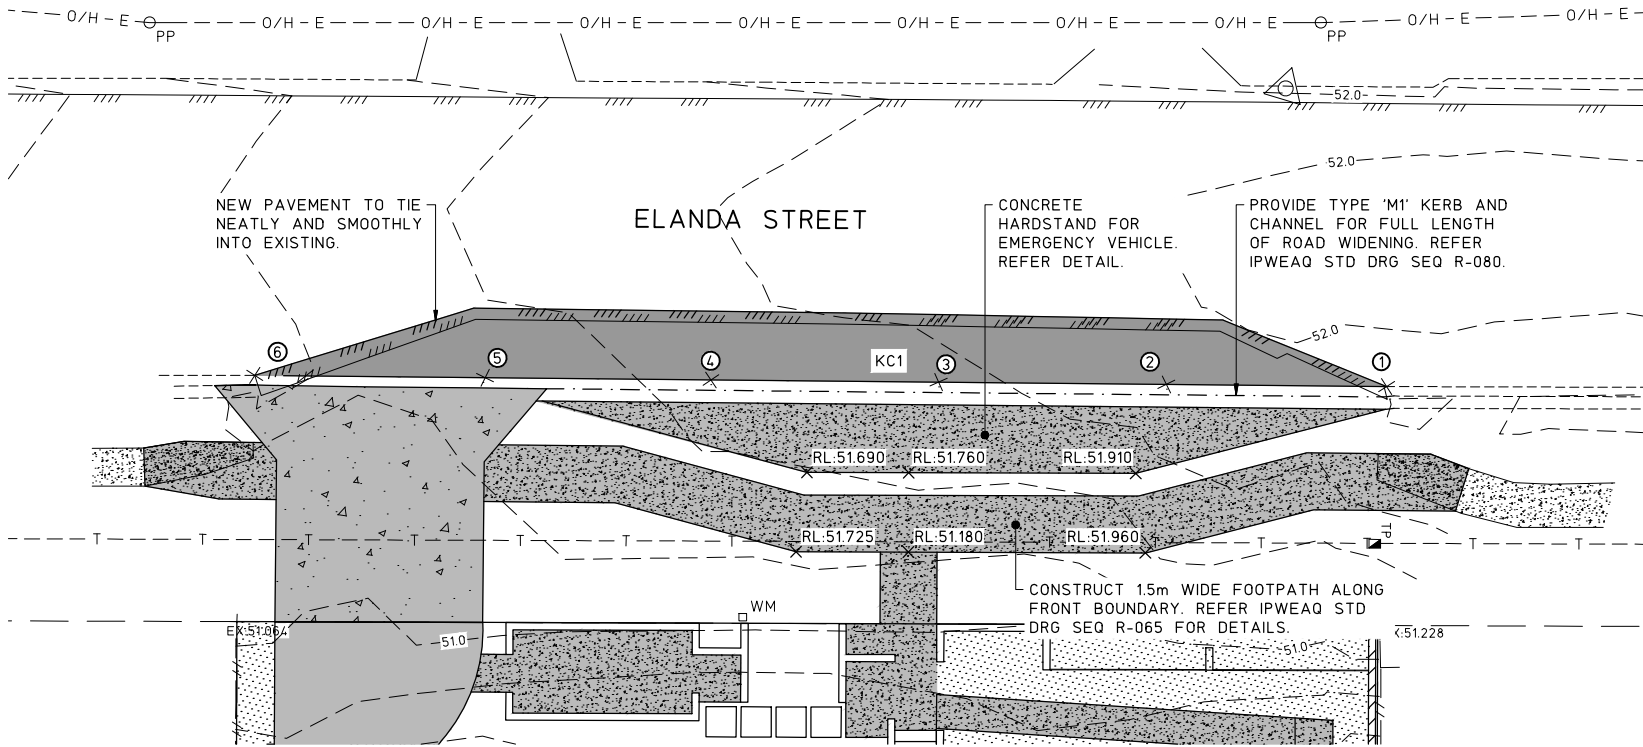 O/H - E O/H - E O/H - E O/H - E O/H - E O/H - E O/H - E O/H - E O/H - E O/H - E
PP PP
52.0
52.0
NEW PAVEMENT TO TIE
NEATLY AND SMOOTHLY
INTO EXISTING.
ELANDA STREET
CONCRETE
HARDSTAND FOR
EMERGENCY VEHICLE.
REFER DETAIL.
PROVIDE TYPE 'M1' KERB AND
CHANNEL FOR FULL LENGTH
OF ROAD WIDENING. REFER
IPWEAQ STD DRG SEQ R-080.
52.0
6 5 4 KC1 3 2 1
RL:51.690 RL:51.760 RL:51.910
T T T T T T T RL:51.725 RL:51.180 T RL:51.960 T T T T T
TP
CONSTRUCT 1.5m WIDE FOOTPATH ALONG
FRONT BOUNDARY. REFER IPWEAQ STD
DRG SEQ R-065 FOR DETAILS.
WM
EX:51.064 51.0 51.0 X:51.228